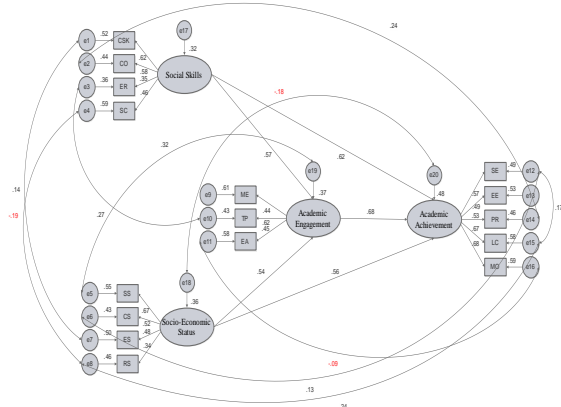 .24
e17
e1
.52
CSK
.32
e2
.44
CO
.62
.58
Social Skills
e3
.36
ER
.35
.46
e4
.59
SC
-.18
.32
.57
.62
e19
e20
.14
-.19
.27
.37
.48
SE
.49
e12
e9
.61
ME
.57
EE
.53
e13
.44
Academic
Engagement
.68
Academic
Achievement
.53
PR
.46
e14
.17
e10
.43
TP
.62
.45
.67
LC
.58
e15
e11
.58
EA
.68
MO
.59
e16
e18
.54
.56
e5
.55
SS
.36
e6
.43
CS
.67
.52
Socio-Economic
Status
e7
.50
ES
.48
.34
e8
.46
RS
-.09
.13
.24